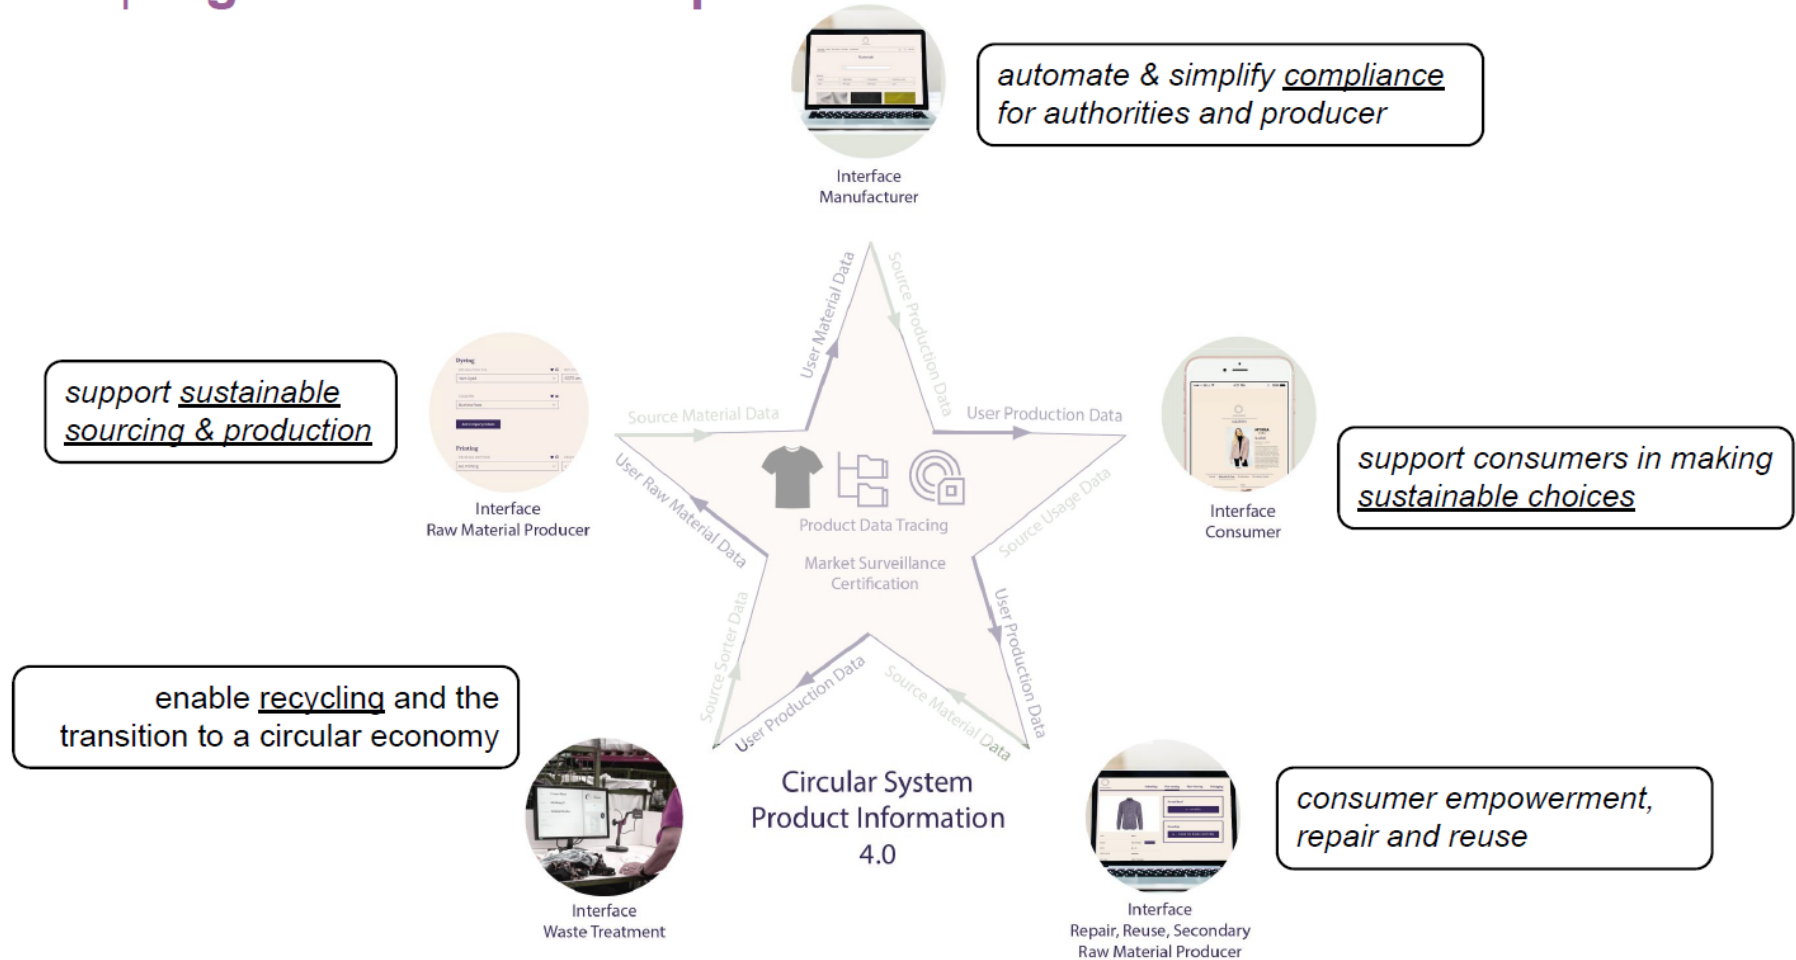 automate & simplify compliance
for authorities and producer
Interface
Manufacturer
User Material Data
Source Production Data
support sustainable
sourcing & production
Dyeing
Printing
Interface
Raw Material Producer
Source Material Data
User Production Data
User Raw Material Data
Source Usage Data
Product Data Tracing
Market Surveillance
Certification
Interface
Consumer
support consumers in making
sustainable choices
Source Sorter Data
User Production Data
Source Material Data
User Production Data
enable recycling and the
transition to a circular economy
Interface
Waste Treatment
Circular System
Product Information
4.0
Interface
Repair, Reuse, Secondary
Raw Material Producer
consumer empowerment,
repair and reuse